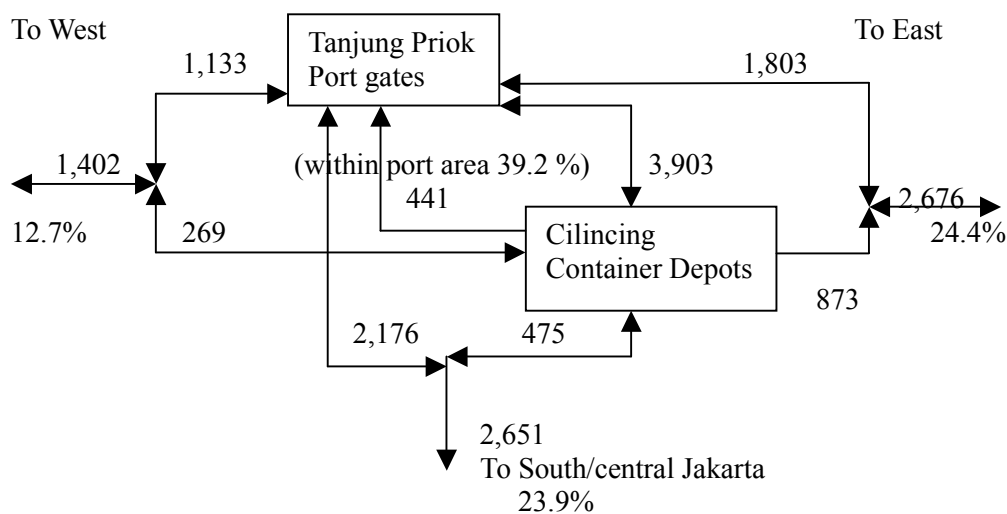 To West
Tanjung Priok
Port gates
To East
1,133
1,803
1,402
(within port area 39.2 %)
3,903
441
2,676
12.7%
269
Cilincing
Container Depots
24.4%
873
2,176
475
2,651
To South/central Jakarta
23.9%